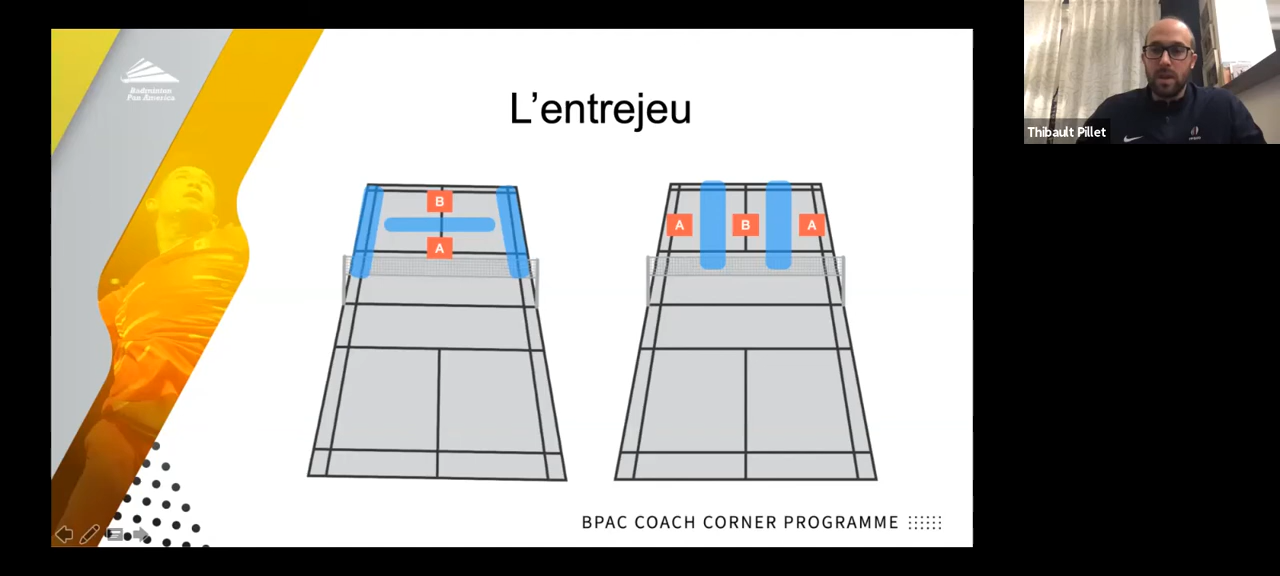 Badminton
Pan America
L'entrejeu
B
A
A
B
A
BPAC COACH CORNER PROGRAMME
Thibault Pillet